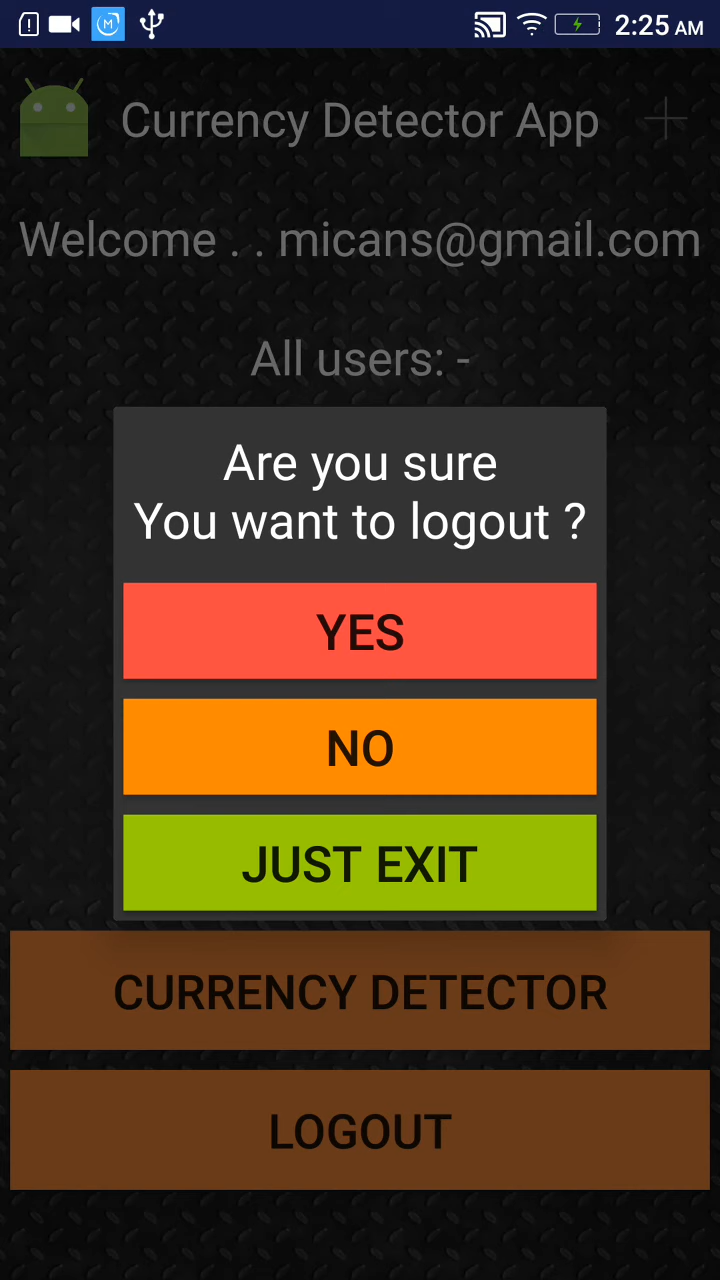 2:25 AM
Currency Detector App
Welcome . . micans@gmail.com
All users: -
Are you sure
You want to logout ?
YES
NO
JUST EXIT
CURRENCY DETECTOR
LOGOUT